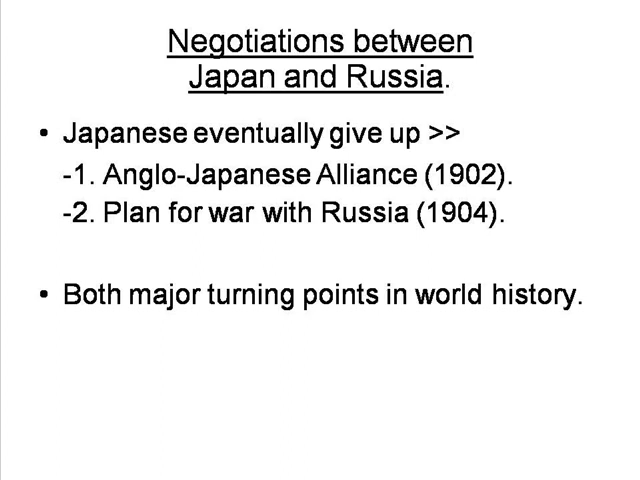 Negotiations between
Japan and Russia.
• Japanese eventually give up >>
-1. Anglo-Japanese Alliance (1902).
-2. Plan for war with Russia (1904).
• Both major turning points in world history.